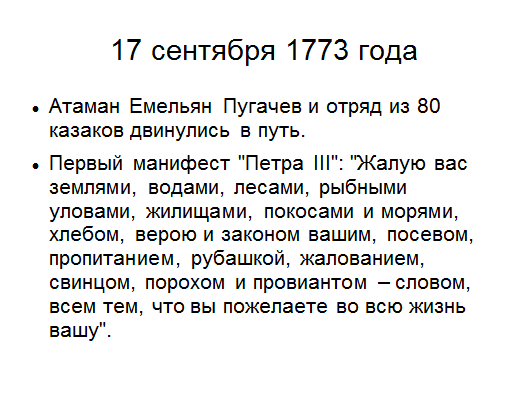 17 сентября 1773 года
Атаман Емельян Пугачев и отряд из 80
казаков двинулись в путь.
Первый манифест "Петра III": "Жалую вас
землями, водами, лесами, рыбными
уловами, жилищами, покосами и морями,
хлебом, верою и законом вашим, посевом,
пропитанием, рубашкой, жалованием,
свинцом, порохом и провиантом – словом,
всем тем, что вы пожелаете во всю жизнь
вашу".